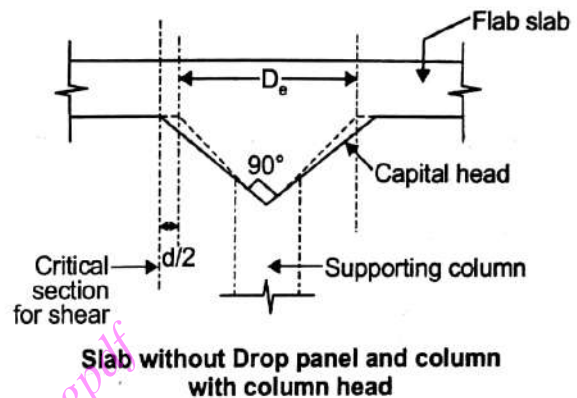 Flab slab
De
90°
Capital head
d/2
Critical
section
for shear
Supporting column
Slab without Drop panel and column
with column head